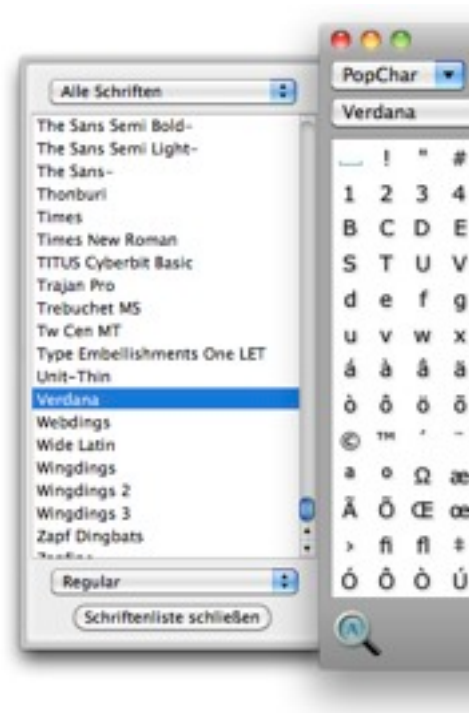 Alle Schriften
The Sans Semi Bold-
The Sans Semi Light-
The Sans-
Thonburi
Times
Times New Roman
TITUS Cyberbit Basic
Trajan Pro
Trebuchet MS
Tw Cen MT
Type Embellishments One LET
Unit-Thin
Verdana
Webdings
Wide Latin
Wingdings
Wingdings 2
Wingdings 3
Zapf Dingbats
Regular
Schriftenliste schließen
PopChar
Verdana
! " #
1 2 3 4
B C D E
S T U V
d e f g
u v w x
á à â ä
ò ô ö õ
© ™ ´ ¨
ª º Ω æ
Ã Õ Œ œ
› fi fl ‡
Ó Ô Ò Ú